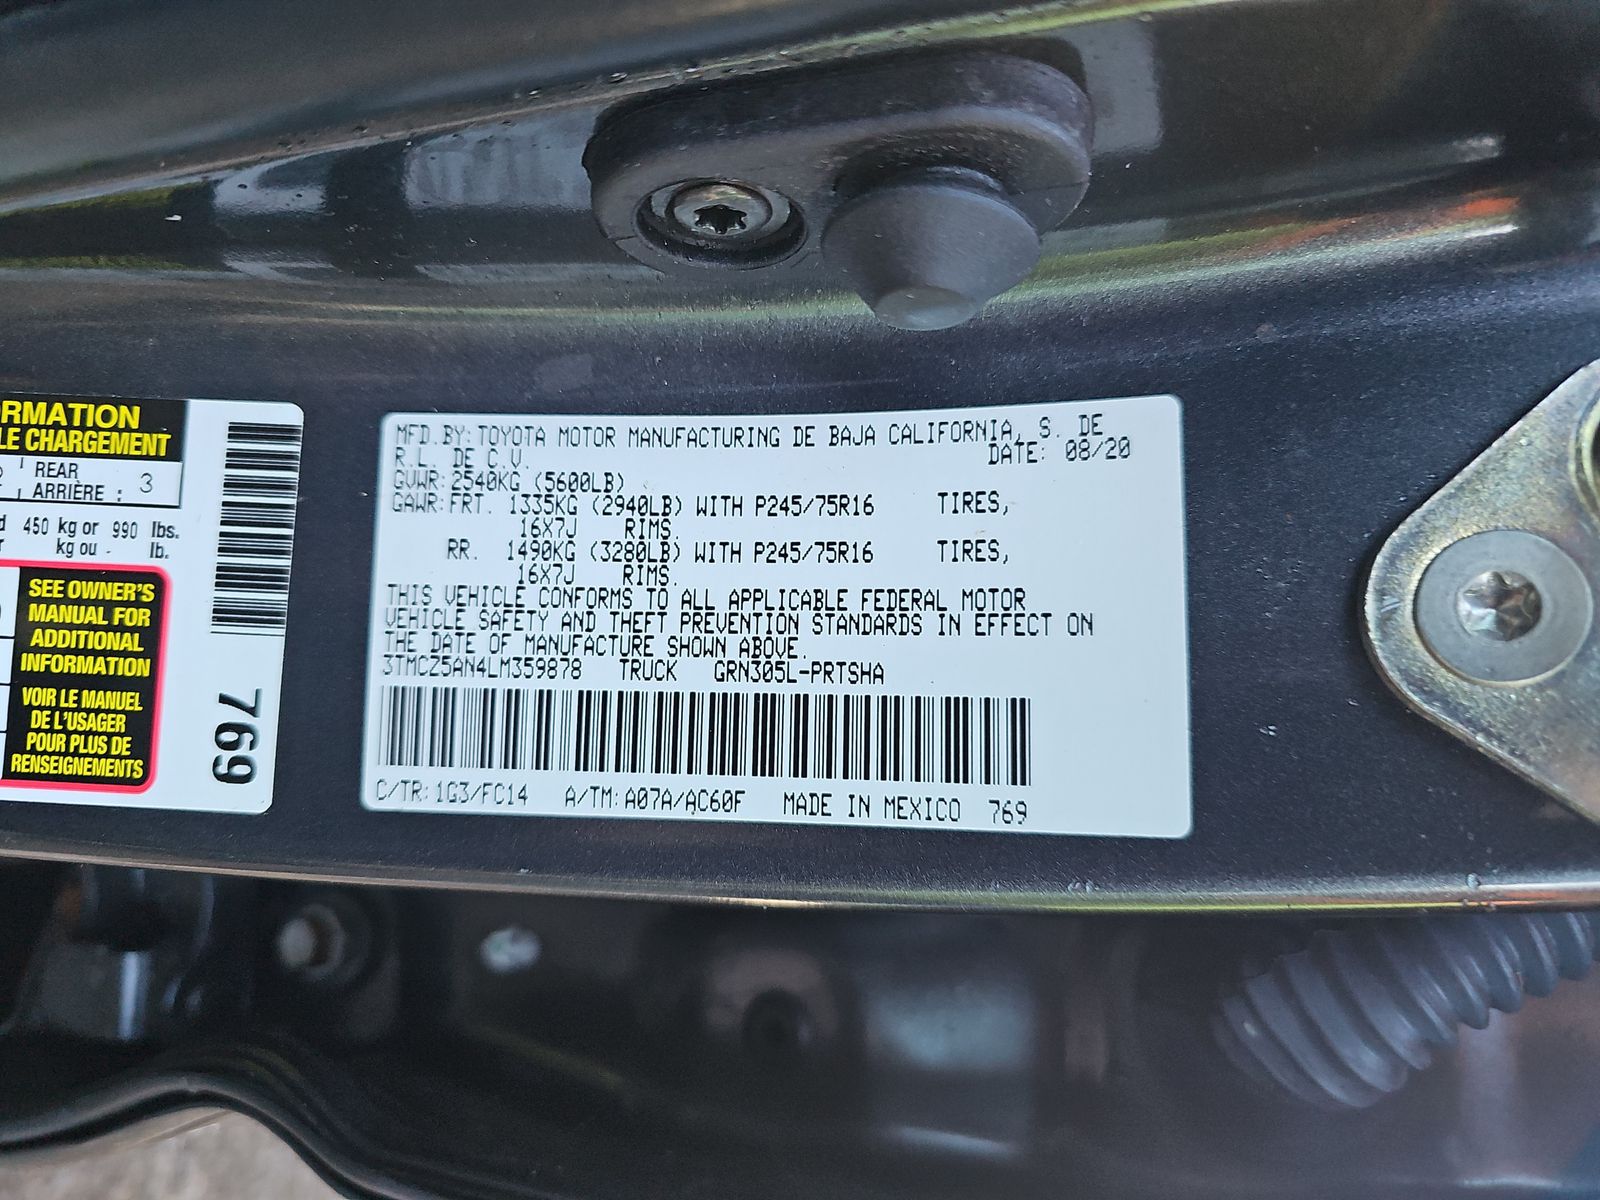 RMATION
LE CHARGEMENT
REAR
ARRIÈRE : 3
450 kg or 990 lbs.
kg ou - lb.
SEE OWNER'S
MANUAL FOR
ADDITIONAL
INFORMATION
VOIR LE MANUEL
DE L'USAGER
POUR PLUS DE
RENSEIGNEMENTS
769
MFD.BY:TOYOTA MOTOR MANUFACTURING DE BAJA CALIFORNIA, S. DE
R.L. DE C.V. DATE: 08/20
GVWR:2540KG (5600LB)
GAWR:FRT. 1335KG (2940LB) WITH P245/75R16 TIRES,
16X7J RIMS.
RR. 1490KG (3280LB) WITH P245/75R16 TIRES,
16X7J RIMS.
THIS VEHICLE CONFORMS TO ALL APPLICABLE FEDERAL MOTOR
VEHICLE SAFETY AND THEFT PREVENTION STANDARDS IN EFFECT ON
THE DATE OF MANUFACTURE SHOWN ABOVE.
3TMCZ5AN4LM359878 TRUCK GRN305L-PRTSHA
C/TR:1G3/FC14 A/TM:A07A/AC60F MADE IN MEXICO 769